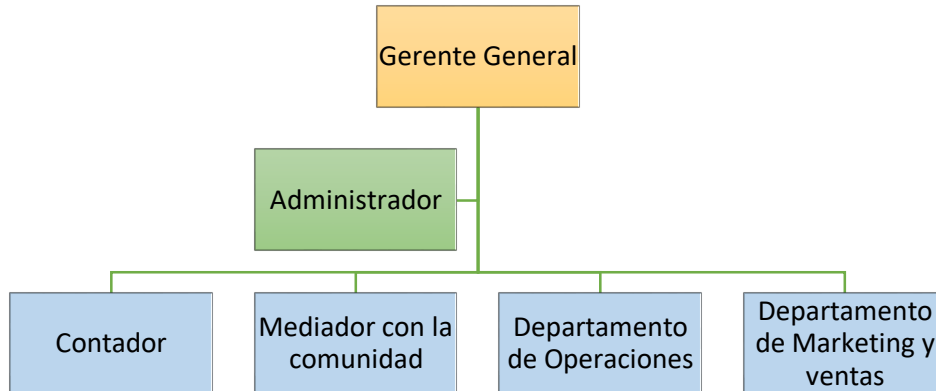 Gerente General
Administrador
Contador
Mediador con la
comunidad
Departamento
de Operaciones
Departamento
de Marketing y
ventas